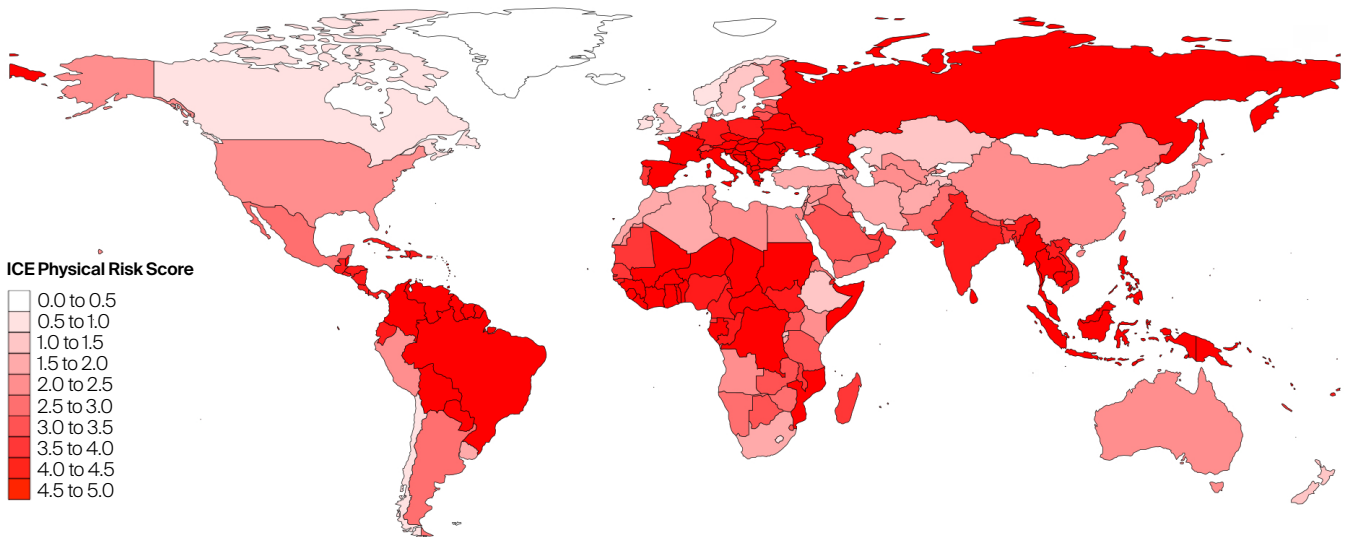 ICE Physical Risk Score
0.0 to 0.5
0.5 to 1.0
1.0 to 1.5
1.5 to 2.0
2.0 to 2.5
2.5 to 3.0
3.0 to 3.5
3.5 to 4.0
4.0 to 4.5
4.5 to 5.0